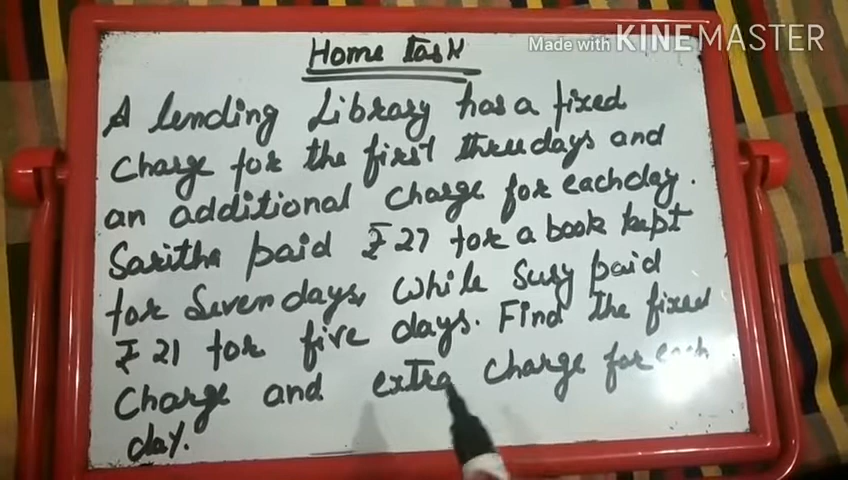 Home Task
Made with KINEMASTER
A lending Library has a fixed
Charge for the first three days and
an additional charge for each day.
Saritha paid ₹ 27 for a book kept
for Seven days, while Susy paid
₹ 21 for five days. Find the fixed
Charge and extra charge for each
day.